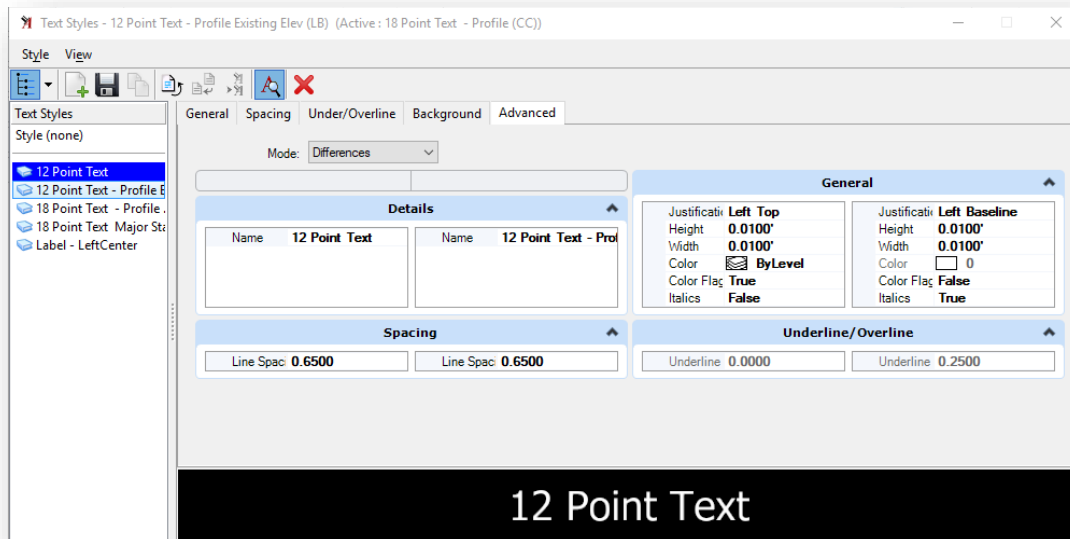 Text Styles - 12 Point Text - Profile Existing Elev (LB) (Active : 18 Point Text - Profile (CC))
Style View
Text Styles
Style (none)
12 Point Text
12 Point Text - Profile E
18 Point Text - Profile .
18 Point Text Major Sta
Label - LeftCenter
General Spacing Under/Overline Background Advanced
Mode: Differences
Details
Name 12 Point Text Name 12 Point Text - Prof
General
Justificatio Left Top Justificatio Left Baseline
Height 0.0100' Height 0.0100'
Width 0.0100' Width 0.0100'
Color ByLevel Color 0
Color Flag True Color Flag False
Italics False Italics True
Spacing
Line Spac 0.6500 Line Spac 0.6500
Underline/Overline
Underline 0.0000 Underline 0.2500
12 Point Text